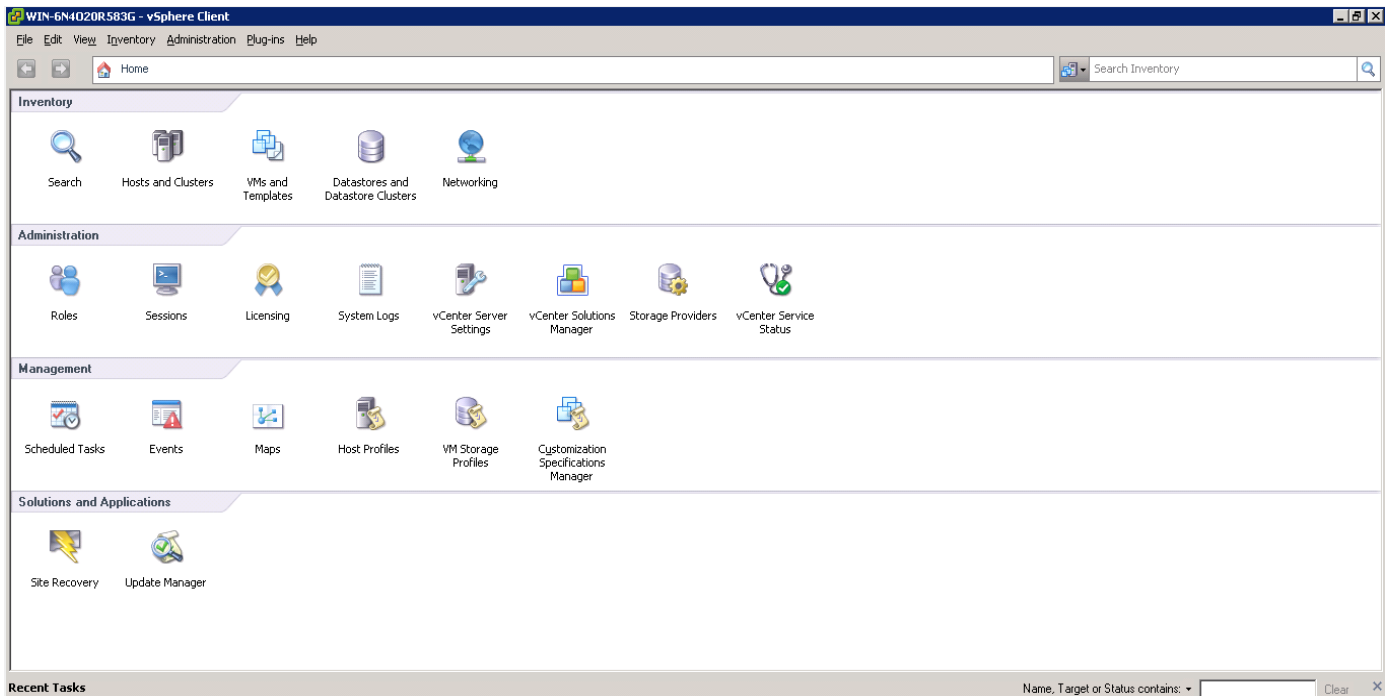 WIN-6N4O20R583G - vSphere Client
File Edit View Inventory Administration Plug-ins Help
Home
Search Inventory
Inventory
Search
Hosts and Clusters
VMs and
Templates
Datastores and
Datastore Clusters
Networking
Administration
Roles
Sessions
Licensing
System Logs
vCenter Server
Settings
vCenter Solutions
Manager
Storage Providers
vCenter Service
Status
Management
Scheduled Tasks
Events
Maps
Host Profiles
VM Storage
Profiles
Customization
Specifications
Manager
Solutions and Applications
Site Recovery
Update Manager
Recent Tasks
Name, Target or Status contains:
Clear